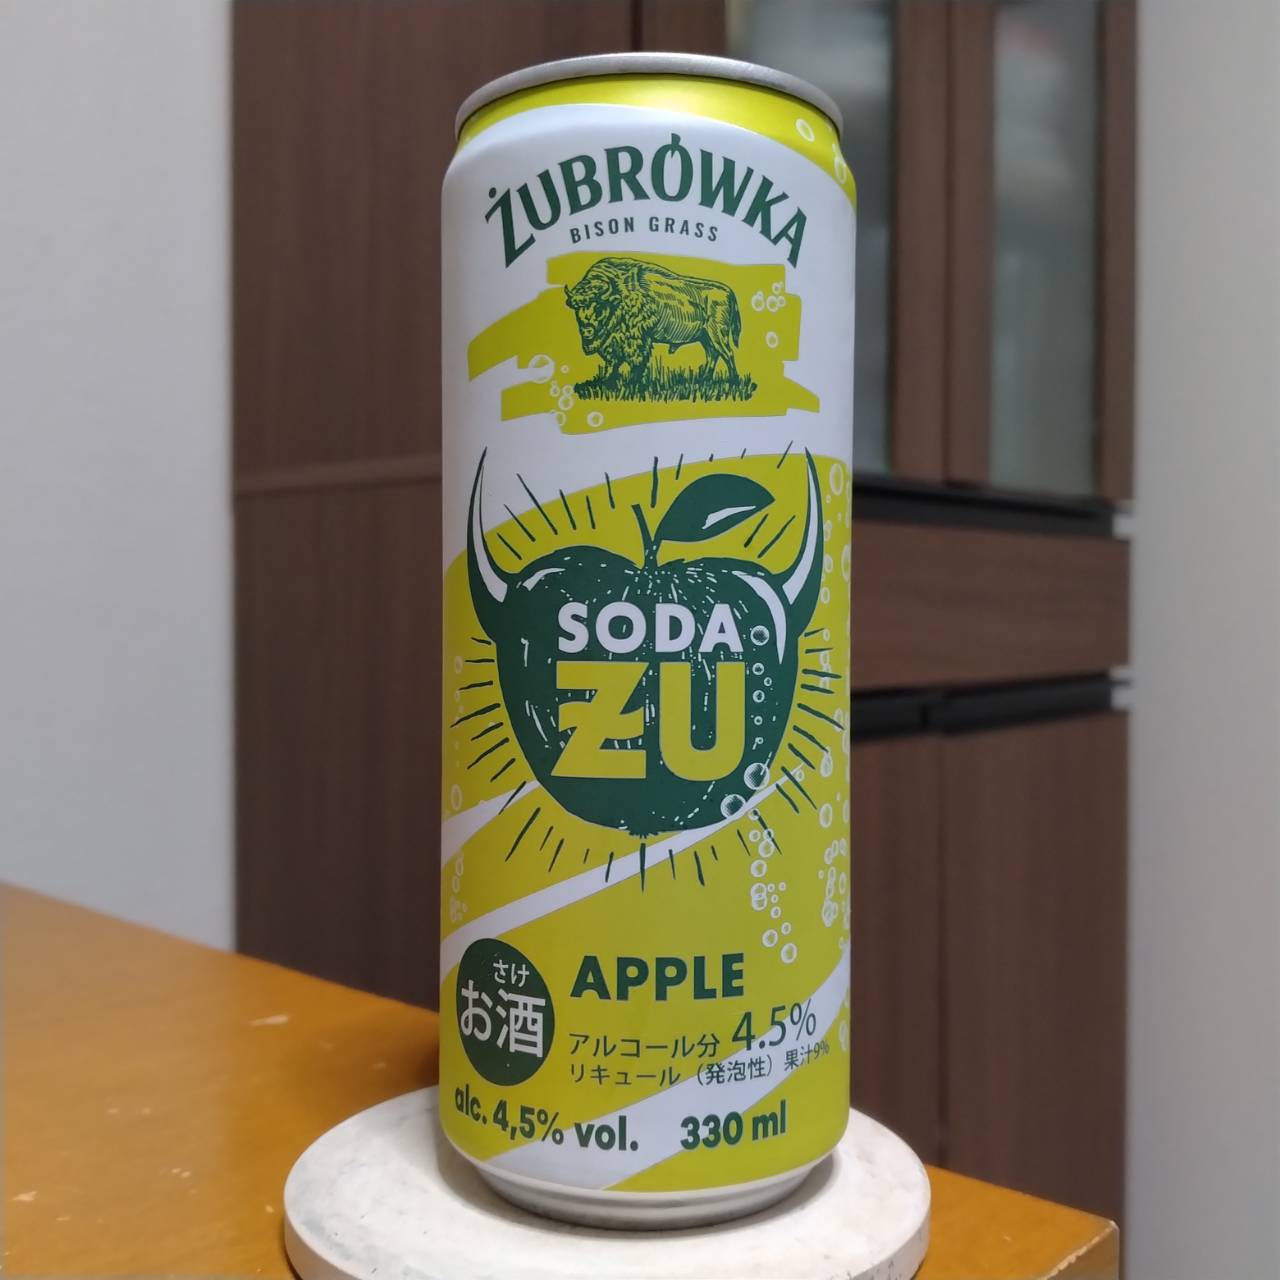 ŻUBRÓWKA
BISON GRASS
SODA
ŻU
さけ
お酒
APPLE
アルコール分 4.5%
リキュール（発泡性）果汁9%
alc. 4,5% vol. 330 ml